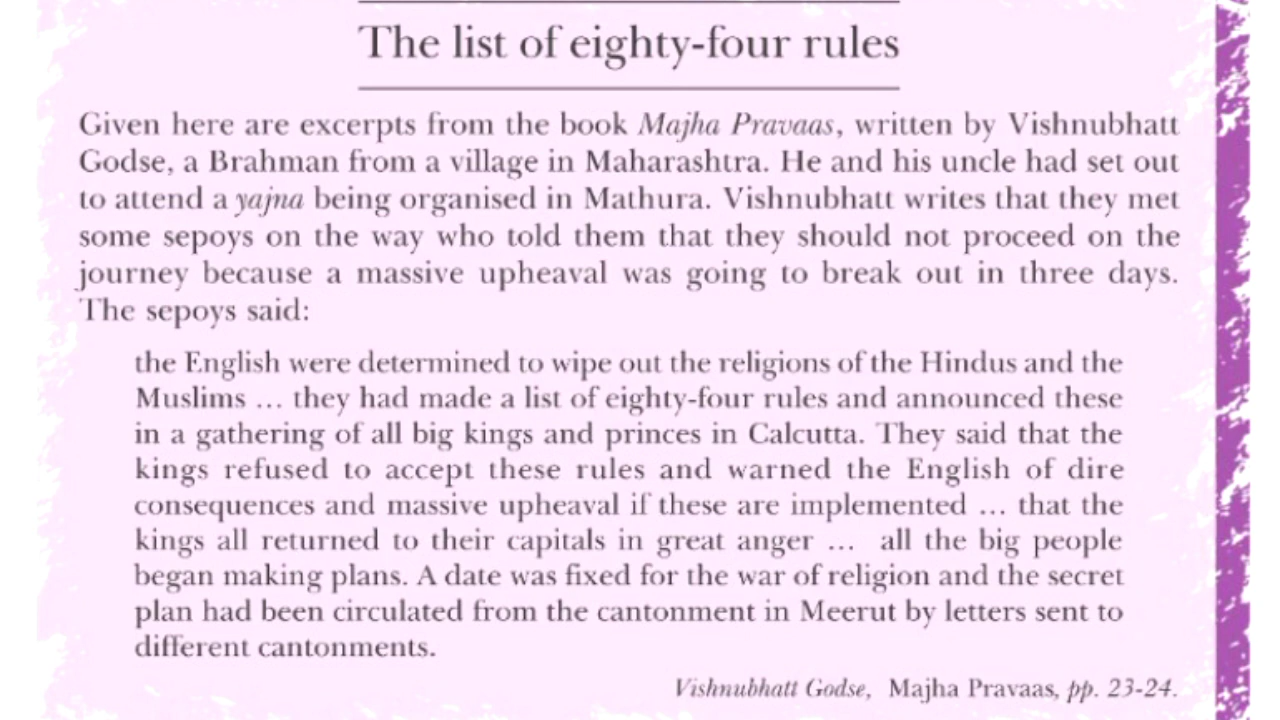 The list of eighty-four rules
Given here are excerpts from the book Majha Pravaas, written by Vishnubhatt
Godse, a Brahman from a village in Maharashtra. He and his uncle had set out
to attend a yajna being organised in Mathura. Vishnubhatt writes that they met
some sepoys on the way who told them that they should not proceed on the
journey because a massive upheaval was going to break out in three days.
The sepoys said:
the English were determined to wipe out the religions of the Hindus and the
Muslims ... they had made a list of eighty-four rules and announced these
in a gathering of all big kings and princes in Calcutta. They said that the
kings refused to accept these rules and warned the English of dire
consequences and massive upheaval if these are implemented ... that the
kings all returned to their capitals in great anger ... all the big people
began making plans. A date was fixed for the war of religion and the secret
plan had been circulated from the cantonment in Meerut by letters sent to
different cantonments.
Vishnubhatt Godse, Majha Pravaas, pp. 23-24.